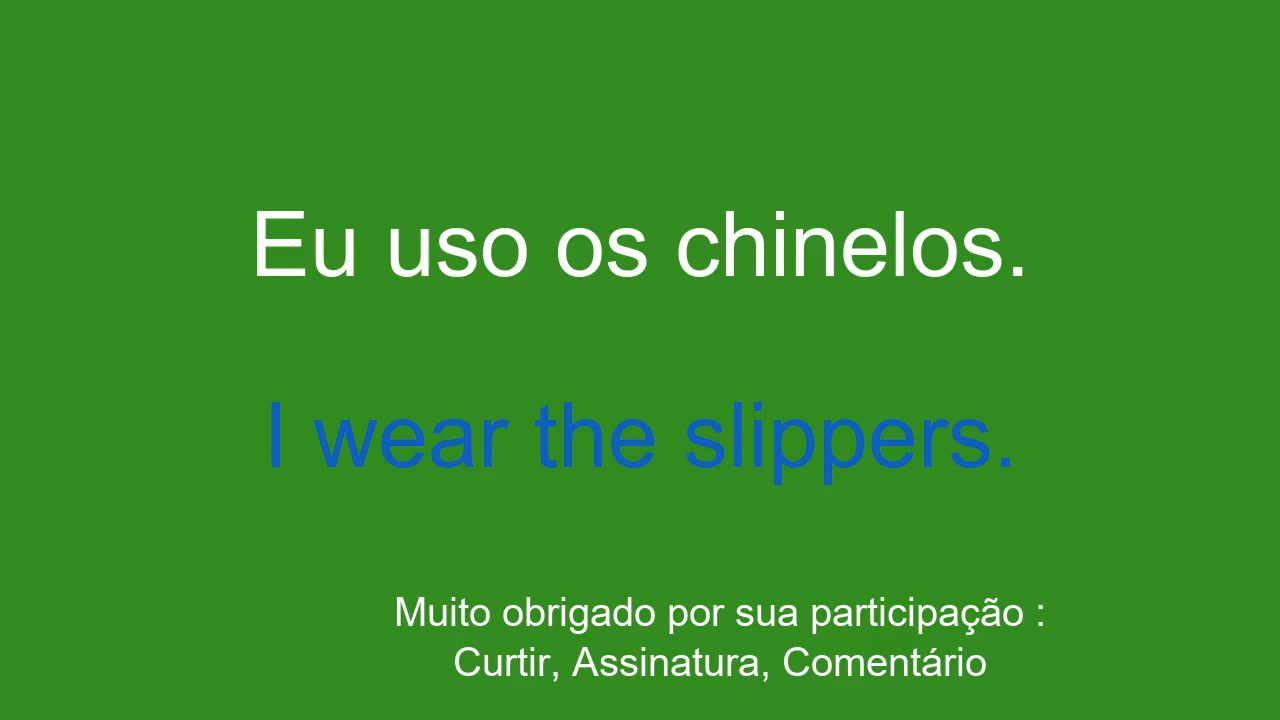 Eu uso os chinelos.
I wear the slippers.
Muito obrigado por sua participação :
Curtir, Assinatura, Comentário